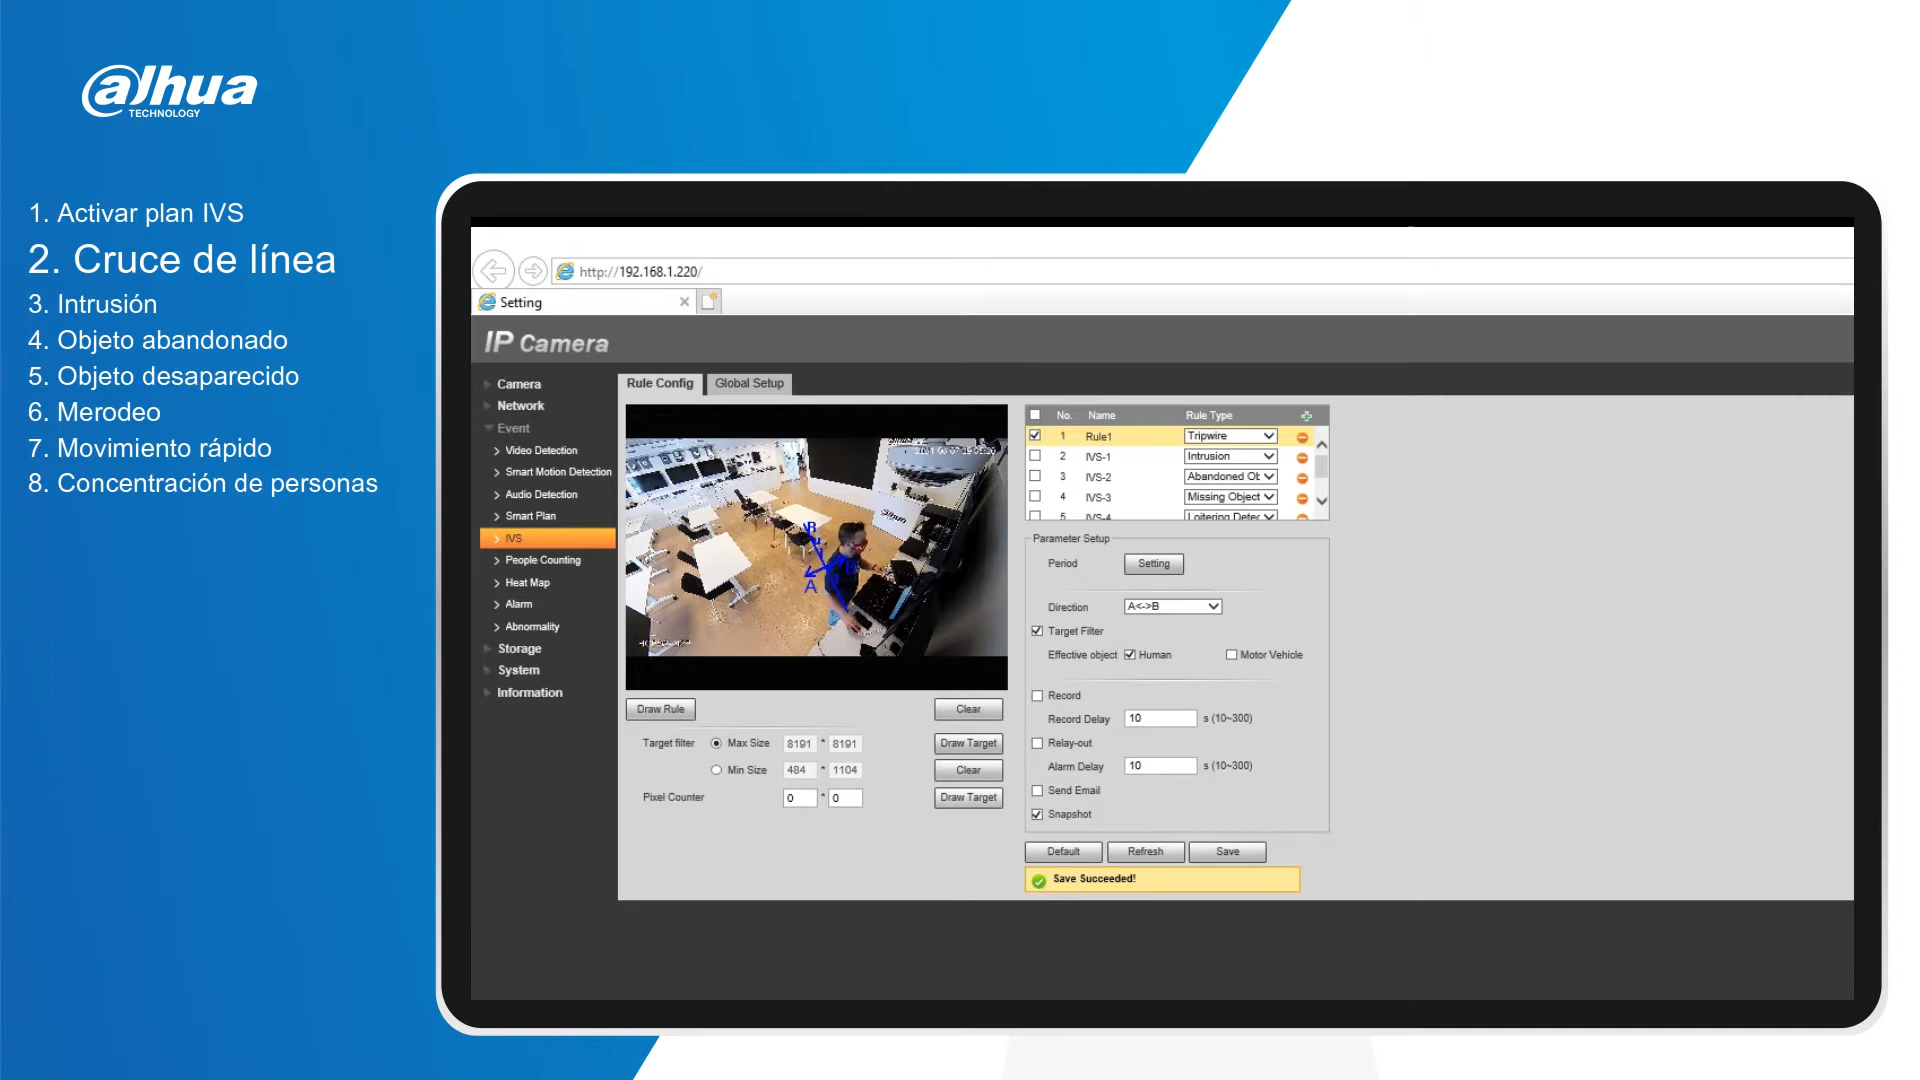 alhua
TECHNOLOGY
1. Activar plan IVS
2. Cruce de línea
3. Intrusión
4. Objeto abandonado
5. Objeto desaparecido
6. Merodeo
7. Movimiento rápido
8. Concentración de personas
http://192.168.1.220/
Setting
IP Camera
Camera
Network
Event
Video Detection
Smart Motion Detection
Audio Detection
Smart Plan
IVS
People Counting
Heat Map
Alarm
Abnormality
Storage
System
Information
Rule Config
Global Setup
B
A
Draw Rule
Clear
Target filter Max Size 8191 * 8191 Draw Target
Min Size 484 * 1104 Clear
Pixel Counter 0 * 0 Draw Target
No. Name Rule Type
1 Rule1 Tripwire
2 IVS-1 Intrusion
3 IVS-2 Abandoned Ot
4 IVS-3 Missing Object
5 IVS-4 Loitering Detec
Parameter Setup
Period Setting
Direction A<->B
Target Filter
Effective object Human Motor Vehicle
Record
Record Delay 10 s (10~300)
Relay-out
Alarm Delay 10 s (10~300)
Send Email
Snapshot
Default Refresh Save
Save Succeeded!